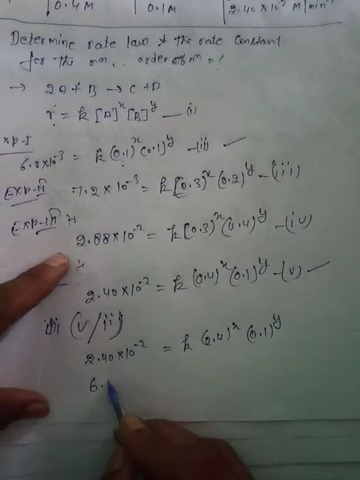 0.4M 0.1M 2.40×10⁻² M min⁻¹
Determine rate law & the rate constant
for the rxn.. order of rxn = ?
→ 2A + B → C + D
r = k [A]ˣ [B]ʸ —(i)
Exp-I
6.0×10⁻³ = k(0.1)ˣ(0.1)ʸ —(ii) ✓
Exp-II 7.2×10⁻² = k(0.3)ˣ(0.2)ʸ —(iii)
Exp-III
2.88×10⁻² = k(0.3)ˣ(0.4)ʸ —(iv)
2.40×10⁻² = k(0.4)ˣ(0.1)ʸ —(v) ✓
(v/ii)
2.40×10⁻² = k (0.4)ˣ (0.1)ʸ
6.